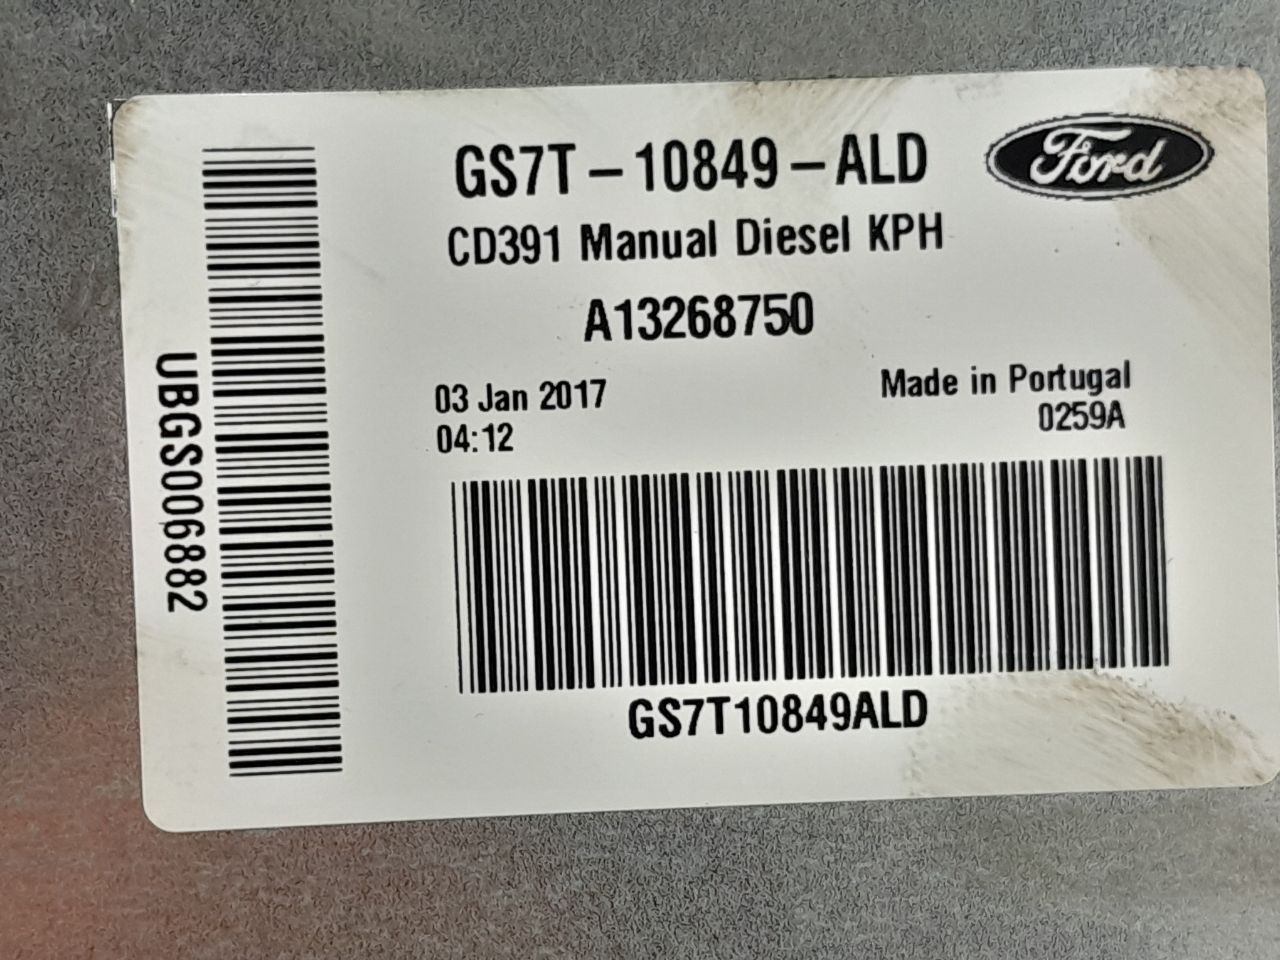 GS7T-10849-ALD
Ford
CD391 Manual Diesel KPH
A13268750
03 Jan 2017
Made in Portugal
04:12
0259A
UBGS006882
GS7T10849ALD